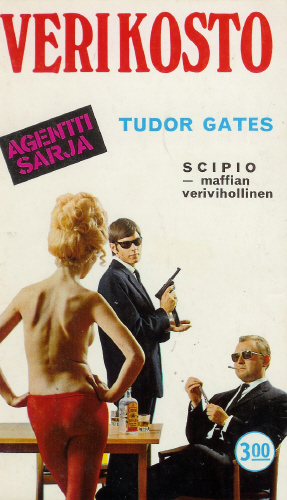 VERIKOSTO
AGENTTI
SARJA
TUDOR GATES
SCIPIO
— maffian
verivihollinen
3.00